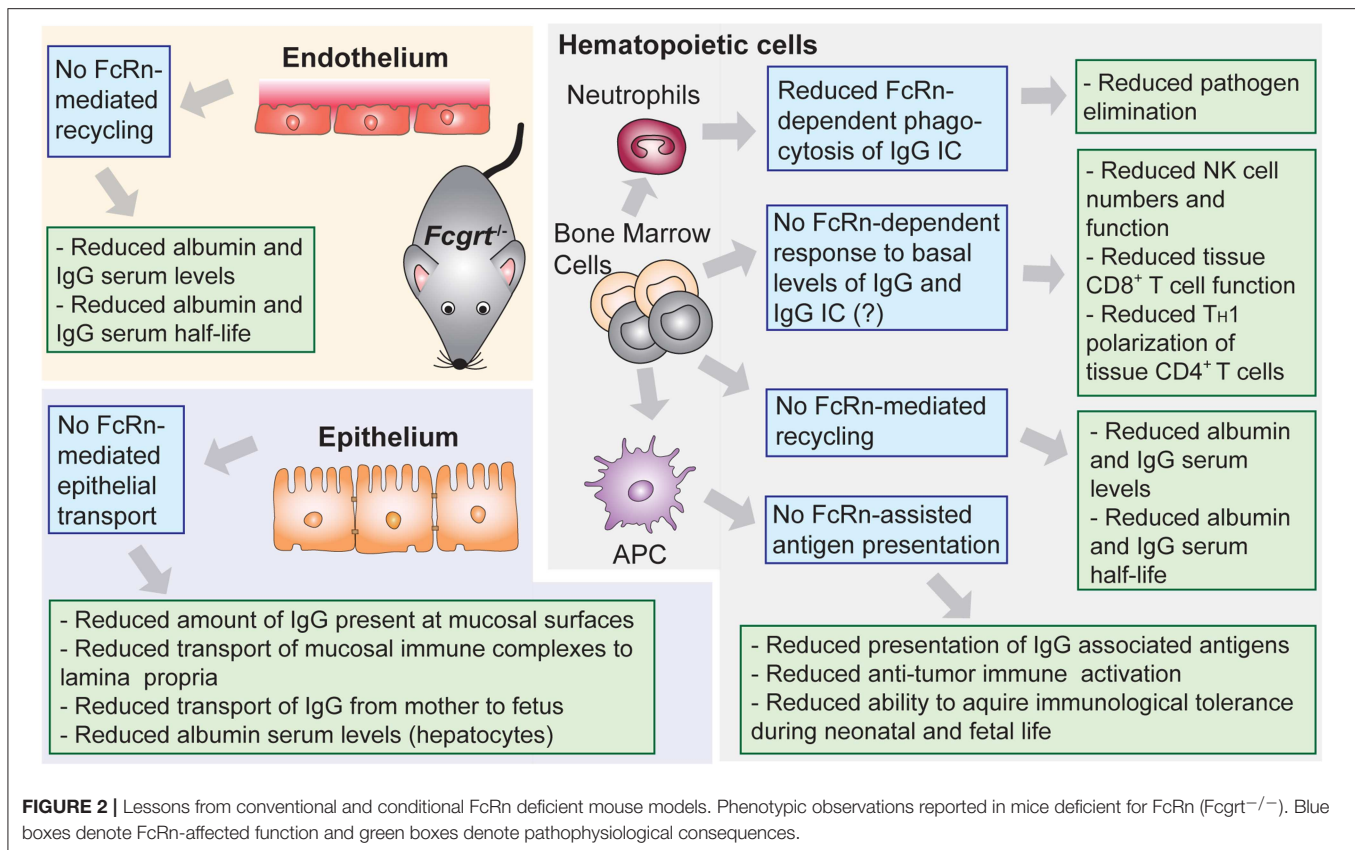 Endothelium
No FcRn-
mediated
recycling
Fcgrt-/-
- Reduced albumin and
IgG serum levels
- Reduced albumin and
IgG serum half-life
No FcRn-
mediated
epithelial
transport
Epithelium
- Reduced amount of IgG present at mucosal surfaces
- Reduced transport of mucosal immune complexes to
lamina propria
- Reduced transport of IgG from mother to fetus
- Reduced albumin serum levels (hepatocytes)
Hematopoietic cells
Neutrophils
Reduced FcRn-
dependent phago-
cytosis of IgG IC
- Reduced pathogen
elimination
Bone Marrow
Cells
No FcRn-dependent
response to basal
levels of IgG and
IgG IC (?)
- Reduced NK cell
numbers and
function
- Reduced tissue
CD8+ T cell function
- Reduced TH1
polarization of
tissue CD4+ T cells
No FcRn-mediated
recycling
- Reduced albumin
and IgG serum
levels
- Reduced albumin
and IgG serum
half-life
APC
No FcRn-assisted
antigen presentation
- Reduced presentation of IgG associated antigens
- Reduced anti-tumor immune activation
- Reduced ability to aquire immunological tolerance
during neonatal and fetal life
FIGURE 2 | Lessons from conventional and conditional FcRn deficient mouse models. Phenotypic observations reported in mice deficient for FcRn (Fcgrt−/−). Blue
boxes denote FcRn-affected function and green boxes denote pathophysiological consequences.